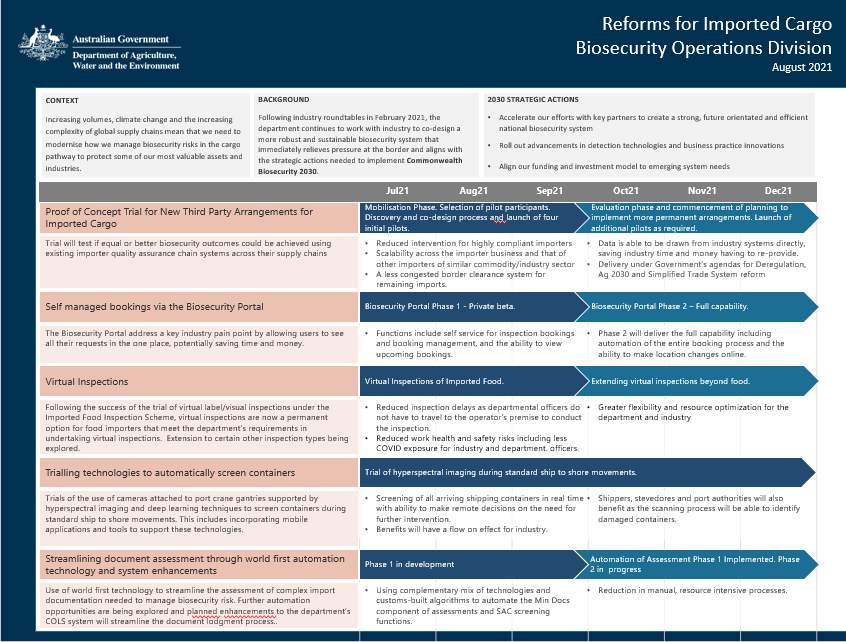 Reforms for Imported Cargo
Biosecurity Operations Division
August 2021
Australian Government
Department of Agriculture,
Water and the Environment
CONTEXT
Increasing volumes, climate change and the increasing
complexity of global supply chains mean that we need to
modernise how we manage biosecurity risks in the cargo
pathway to protect some of our most valuable assets and
industries.
BACKGROUND
Following industry roundtables in February 2021, the
department continues to work with industry to co-design a
more robust and sustainable biosecurity system that
immediately relieves pressure at the border and aligns with
the strategic actions needed to implement Commonwealth
Biosecurity 2030.
2030 STRATEGIC ACTIONS
• Accelerate our efforts with key partners to create a strong, future orientated and efficient
national biosecurity system
• Roll out advancements in detection technologies and business practice innovations
• Align our funding and investment model to emerging system needs
Jul21 Aug21 Sep21 Oct21 Nov21 Dec21
Proof of Concept Trial for New Third Party Arrangements for
Imported Cargo
Mobilisation Phase. Selection of pilot participants.
Discovery and co-design process and launch of four
initial pilots.
Evaluation phase and commencement of planning to
implement more permanent arrangements. Launch of
additional pilots as required.
Trial will test if equal or better biosecurity outcomes could be achieved using
existing importer quality assurance chain systems across their supply chains
• Reduced intervention for highly compliant importers
• Scalability across the importer business and that of
other importers of similar commodity/industry sector
• A less congested border clearance system for
remaining imports.
• Data is able to be drawn from industry systems directly,
saving industry time and money having to re-provide.
• Delivery under Government's agendas for Deregulation,
Ag 2030 and Simplified Trade System reform
Self managed bookings via the Biosecurity Portal
Biosecurity Portal Phase 1 - Private beta.
Biosecurity Portal Phase 2 – Full capability.
The Biosecurity Portal address a key industry pain point by allowing users to see
all their requests in the one place, potentially saving time and money.
• Functions include self service for inspection bookings
and booking management, and the ability to view
upcoming bookings.
• Phase 2 will deliver the full capability including
automation of the entire booking process and the
ability to make location changes online.
Virtual Inspections
Virtual Inspections of Imported Food.
Extending virtual inspections beyond food.
Following the success of the trial of virtual label/visual inspections under the
Imported Food Inspection Scheme, virtual inspections are now a permanent
option for food importers that meet the department's requirements in
undertaking virtual inspections. Extension to certain other inspection types being
explored.
• Reduced inspection delays as departmental officers do
not have to travel to the operator's premise to conduct
the inspection.
• Reduced work health and safety risks including less
COVID exposure for industry and department. officers.
• Greater flexibility and resource optimization for the
department and industry
Trialling technologies to automatically screen containers
Trial of hyperspectral imaging during standard ship to shore movements.
Trials of the use of cameras attached to port crane gantries supported by
hyperspectral imaging and deep learning techniques to screen containers during
standard ship to shore movements. This includes incorporating mobile
applications and tools to support these technologies.
• Screening of all arriving shipping containers in real time
with ability to make remote decisions on the need for
further intervention.
• Benefits will have a flow on effect for industry.
• Shippers, stevedores and port authorities will also
benefit as the scanning process will be able to identify
damaged containers.
Streamlining document assessment through world first automation
technology and system enhancements
Phase 1 in development
Automation of Assessment Phase 1 Implemented. Phase
2 in progress
Use of world first technology to streamline the assessment of complex import
documentation needed to manage biosecurity risk. Further automation
opportunities are being explored and planned enhancements to the department's
COLS system will streamline the document lodgment process..
• Using complementary mix of technologies and
customs-built algorithms to automate the Min Docs
component of assessments and SAC screening
functions.
• Reduction in manual, resource intensive processes.